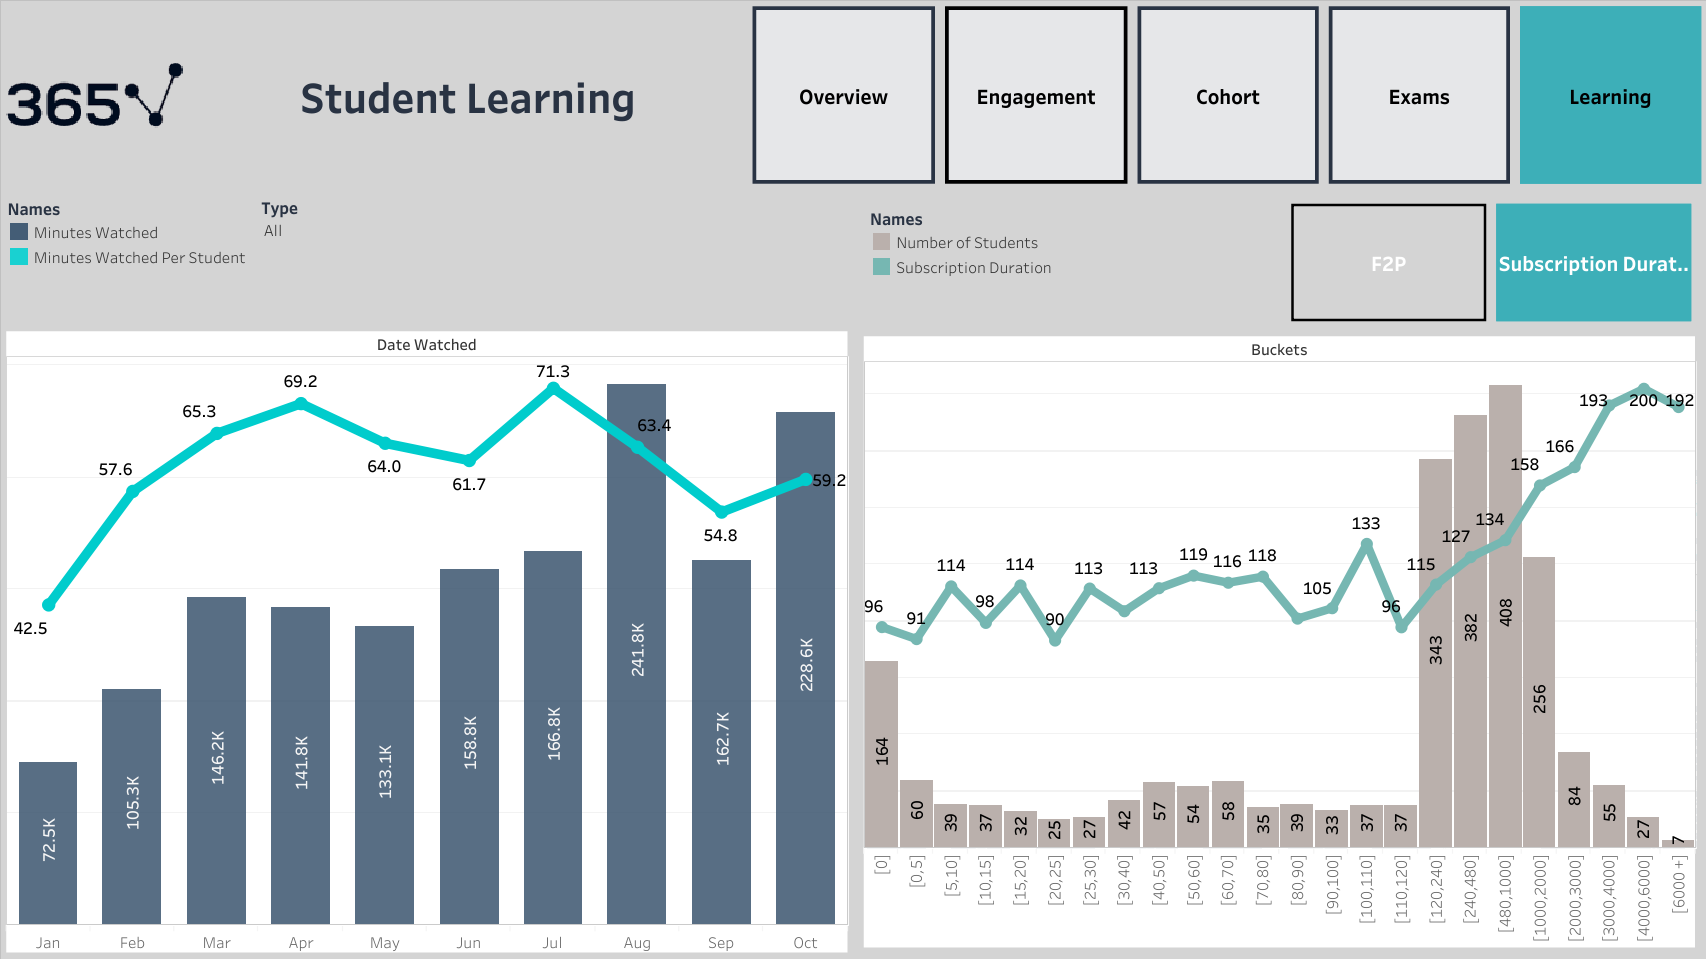 365
Student Learning
Overview
Engagement
Cohort
Exams
Learning
Names
Minutes Watched
Minutes Watched Per Student
Type
All
Names
Number of Students
Subscription Duration
F2P
Subscription Durat..
Date Watched
42.5
57.6
65.3
69.2
64.0
61.7
71.3
63.4
54.8
59.2
72.5K
105.3K
146.2K
141.8K
133.1K
158.8K
166.8K
241.8K
162.7K
228.6K
Jan
Feb
Mar
Apr
May
Jun
Jul
Aug
Sep
Oct
Buckets
96
91
114
98
114
90
113
113
119
116
118
105
133
96
115
127
134
158
166
193
200
192
164
60
39
37
32
25
27
42
57
54
58
35
39
33
37
37
343
382
408
256
84
55
27
7
[0]
[0,5]
[5,10]
[10,15]
[15,20]
[20,25]
[25,30]
[30,40]
[40,50]
[50,60]
[60,70]
[70,80]
[80,90]
[90,100]
[100,110]
[110,120]
[120,240]
[240,480]
[480,1000]
[1000,2000]
[2000,3000]
[3000,4000]
[4000,6000]
[6000+]